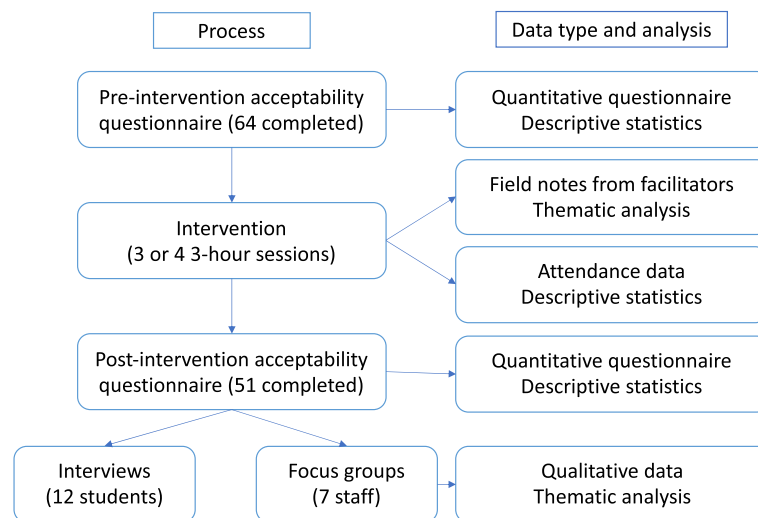 Process
Data type and analysis
Pre-intervention acceptability
questionnaire (64 completed)
Quantitative questionnaire
Descriptive statistics
Field notes from facilitators
Thematic analysis
Intervention
(3 or 4 3-hour sessions)
Attendance data
Descriptive statistics
Post-intervention acceptability
questionnaire (51 completed)
Quantitative questionnaire
Descriptive statistics
Interviews
(12 students)
Focus groups
(7 staff)
Qualitative data
Thematic analysis